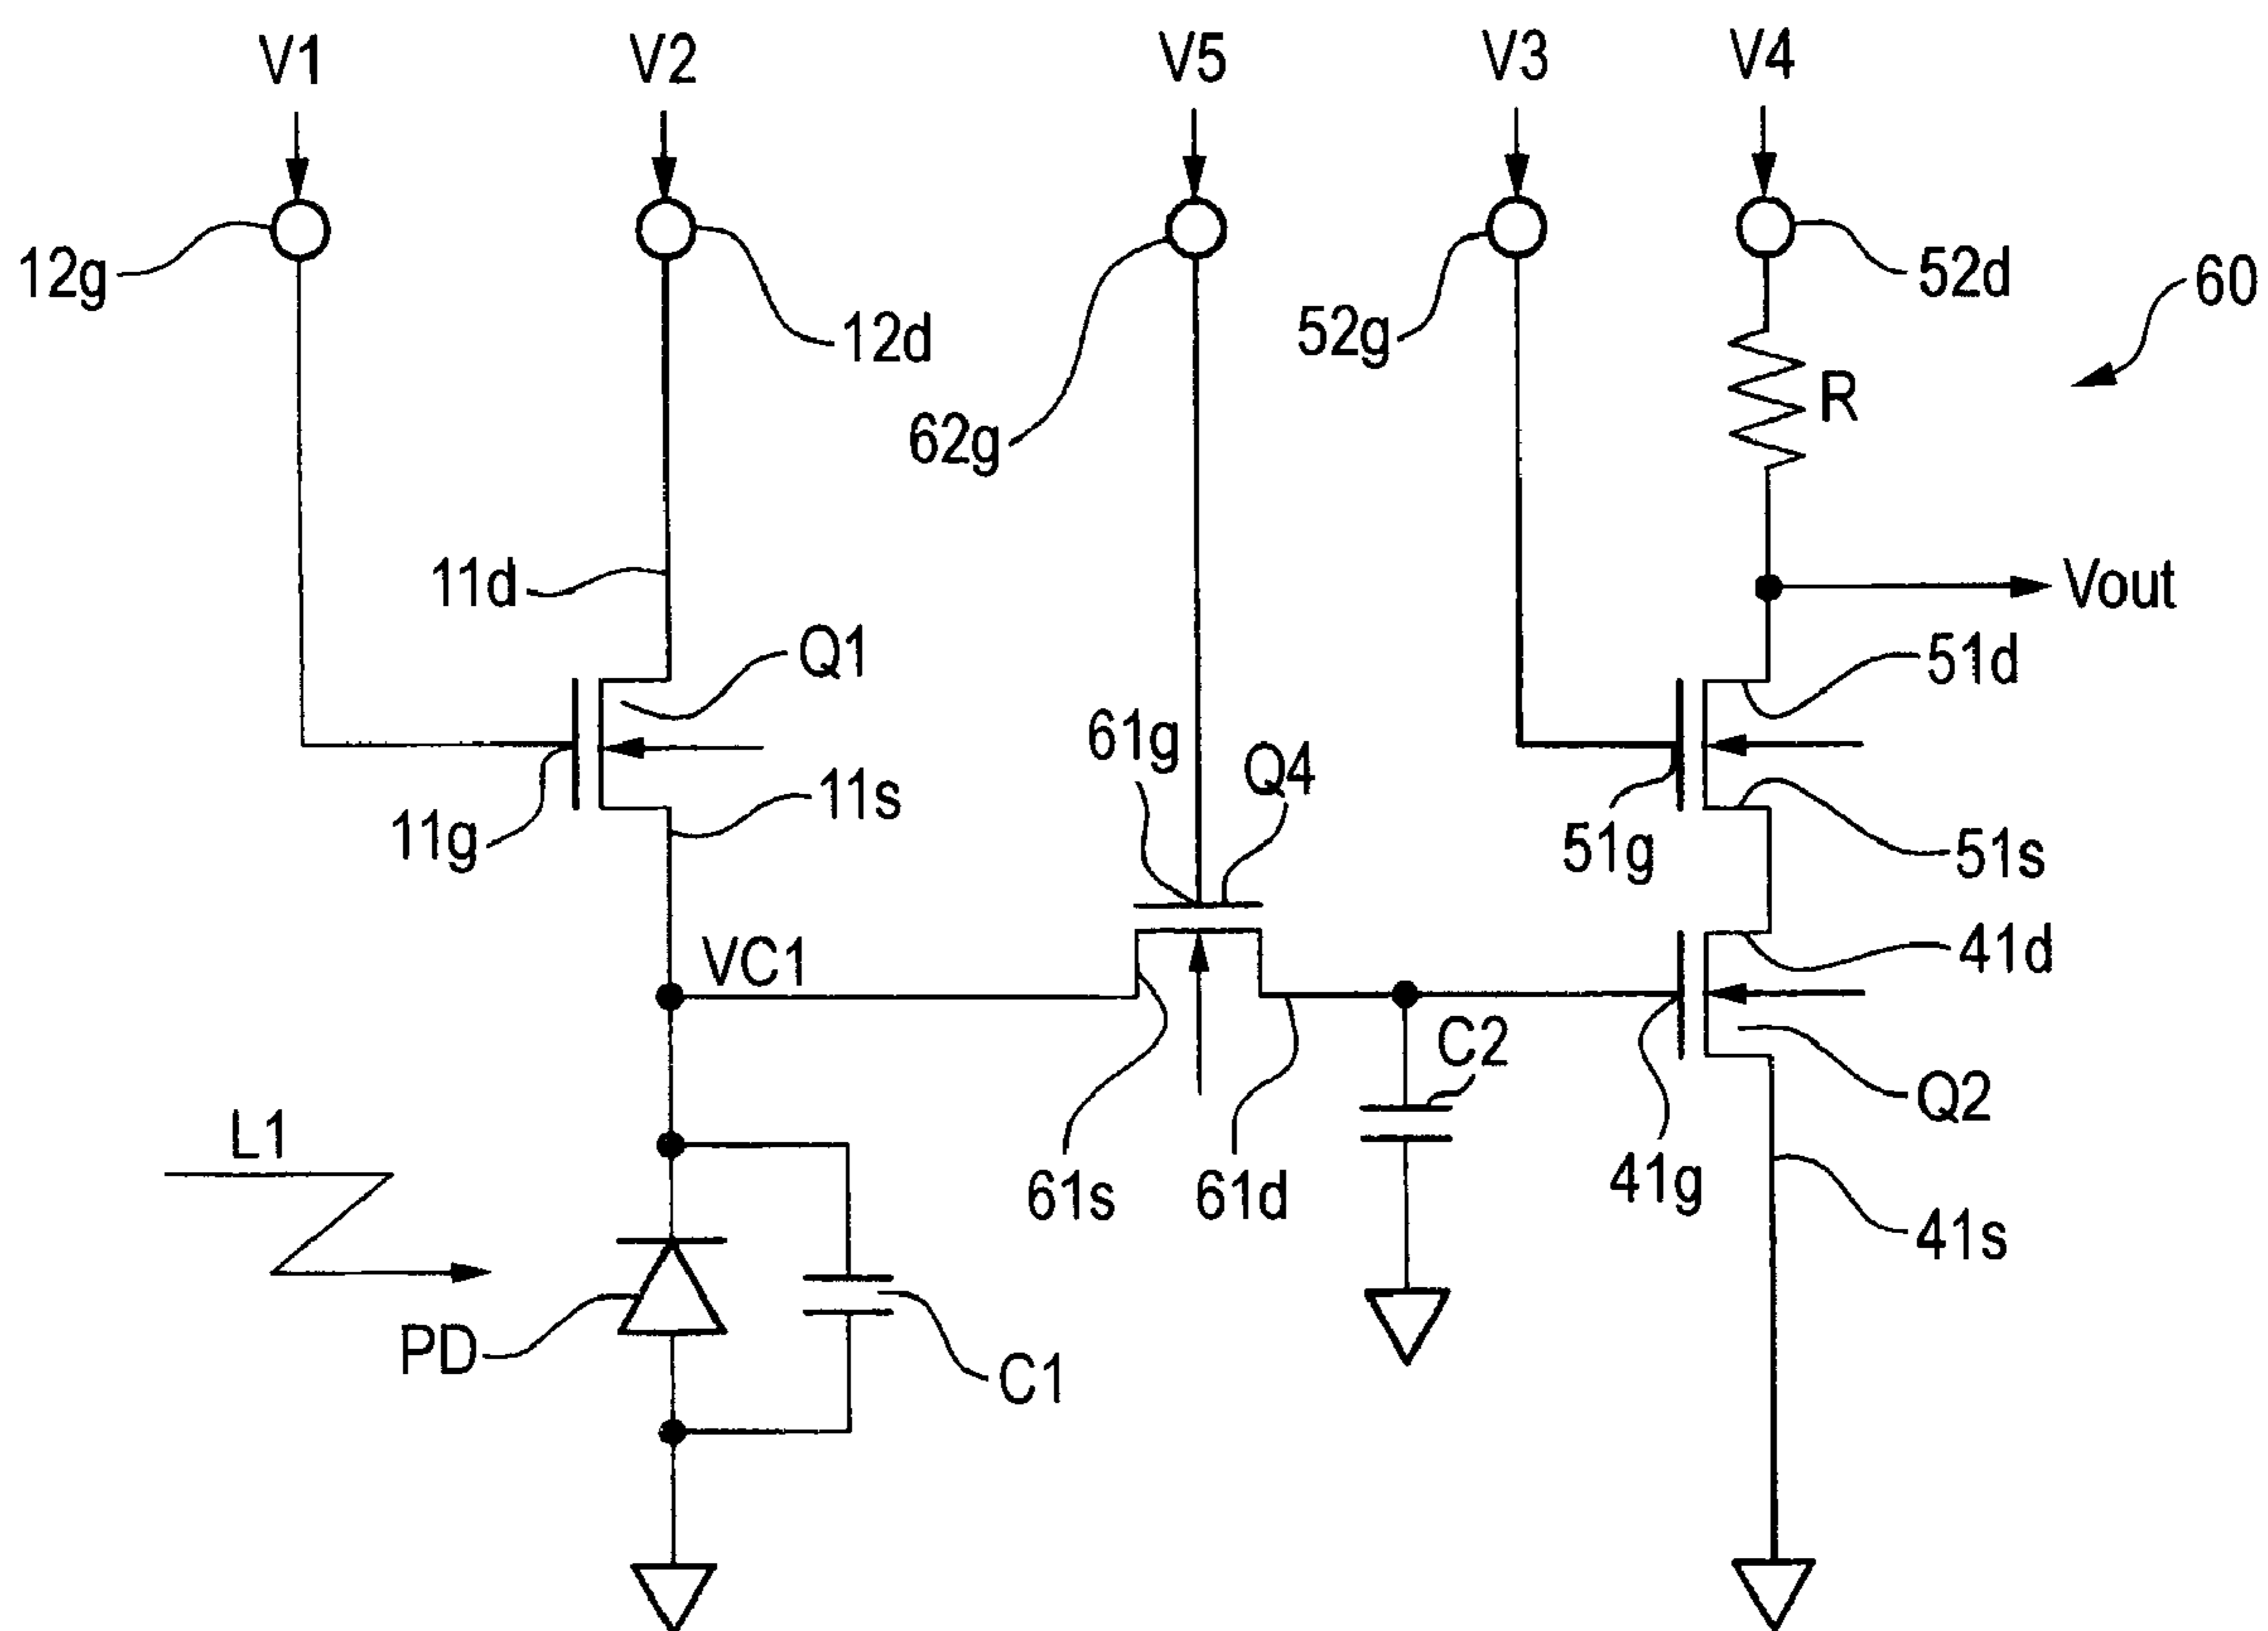 V1 V2 V5 V3 V4
12g 12d 62g 52g 52d 60
R
11d Vout
Q1 51d
61g Q4
11g 11s 51g 51s
VC1 41d
C2
L1 Q2
61s 61d 41g 41s
PD C1